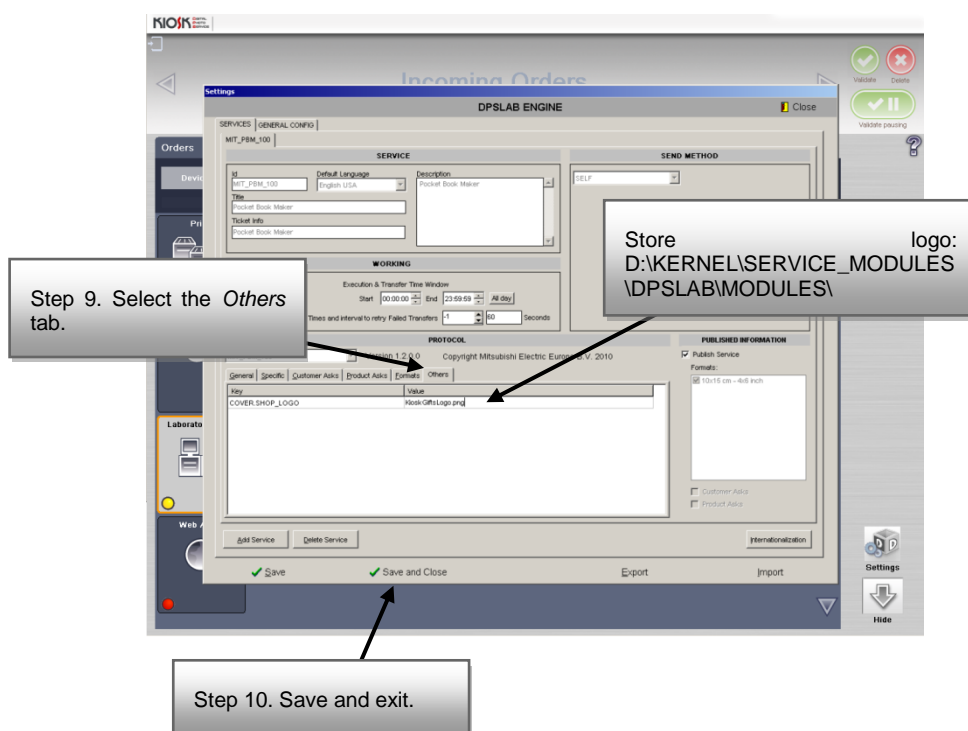 KIOSK DIGITAL PHOTO SERVICE
Incoming Orders
Validate Delete
Validate pausing
Settings
DPSLAB ENGINE
Close
SERVICES GENERAL CONFIG
MIT_PBM_100
Orders
SERVICE
SEND METHOD
Id Default Language Description
MIT_PBM_100 English USA Pocket Book Maker
SELF
Title
Pocket Book Maker
Ticket Info
Pocket Book Maker
Store logo:
D:\KERNEL\SERVICE_MODULES
\DPSLAB\MODULES\
WORKING
Execution & Transfer Time Window
Start 00:00:00 End 23:59:59 All day
Times and interval to retry Failed Transfers -1 60 Seconds
Step 9. Select the Others
tab.
PROTOCOL
PUBLISHED INFORMATION
Version 1.2.0.0 Copyright Mitsubishi Electric Europe B.V. 2010
Publish Service
Formats:
General Specific Customer Asks Product Asks Formats Others
10x15 cm - 4x6 inch
Key Value
COVER.SHOP_LOGO KioskGiftsLogo.png
Customer Asks
Product Asks
Add Service Delete Service Internationalization
Save Save and Close Export Import
Settings
Hide
Step 10. Save and exit.